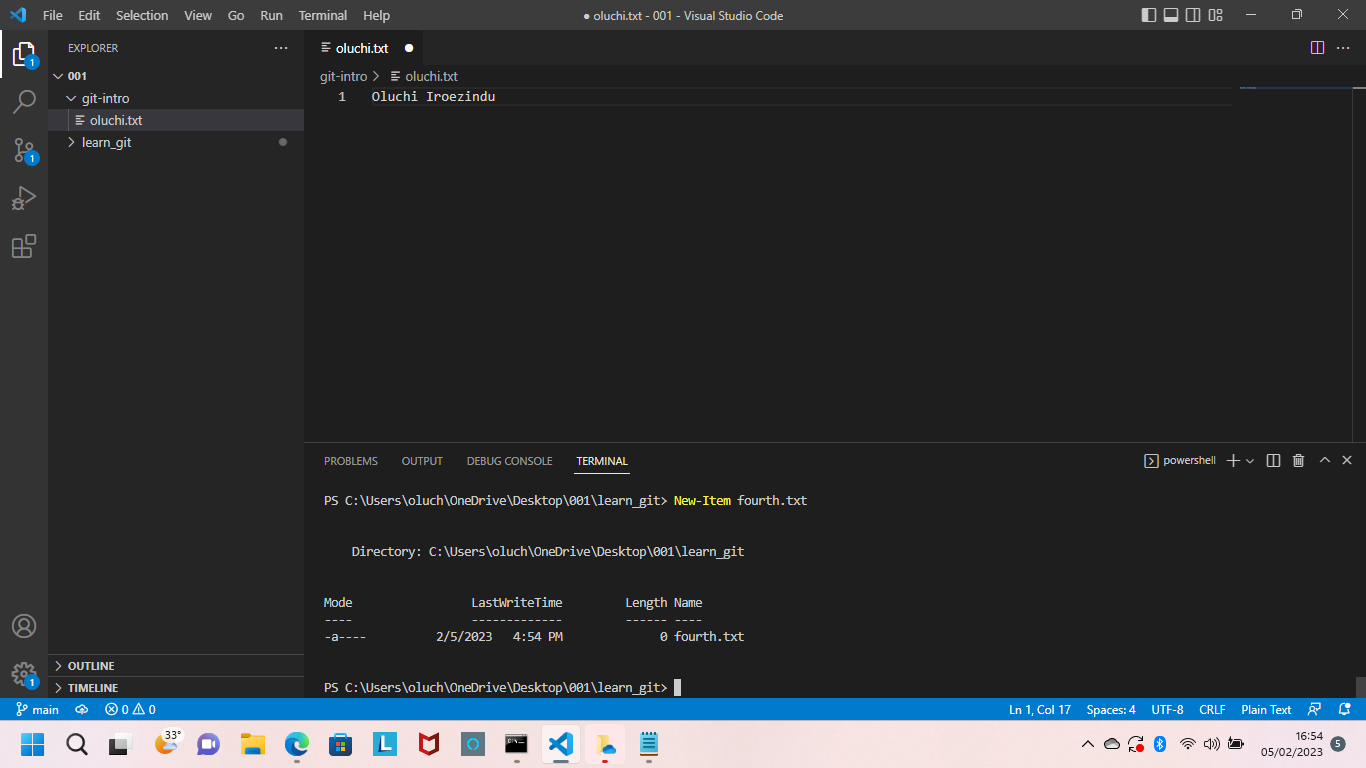 File Edit Selection View Go Run Terminal Help
● oluchi.txt - 001 - Visual Studio Code
EXPLORER
001
git-intro
oluchi.txt
learn_git
OUTLINE
TIMELINE
1
1
1
oluchi.txt
git-intro > oluchi.txt
1 Oluchi Iroezindu
PROBLEMS OUTPUT DEBUG CONSOLE TERMINAL
powershell
PS C:\Users\oluch\OneDrive\Desktop\001\learn_git> New-Item fourth.txt
Directory: C:\Users\oluch\OneDrive\Desktop\001\learn_git
Mode LastWriteTime Length Name
---- ------------- ------ ----
-a---- 2/5/2023 4:54 PM 0 fourth.txt
PS C:\Users\oluch\OneDrive\Desktop\001\learn_git>
main 0 0 Ln 1, Col 17 Spaces: 4 UTF-8 CRLF Plain Text
33°
L
16:54
05/02/2023
5